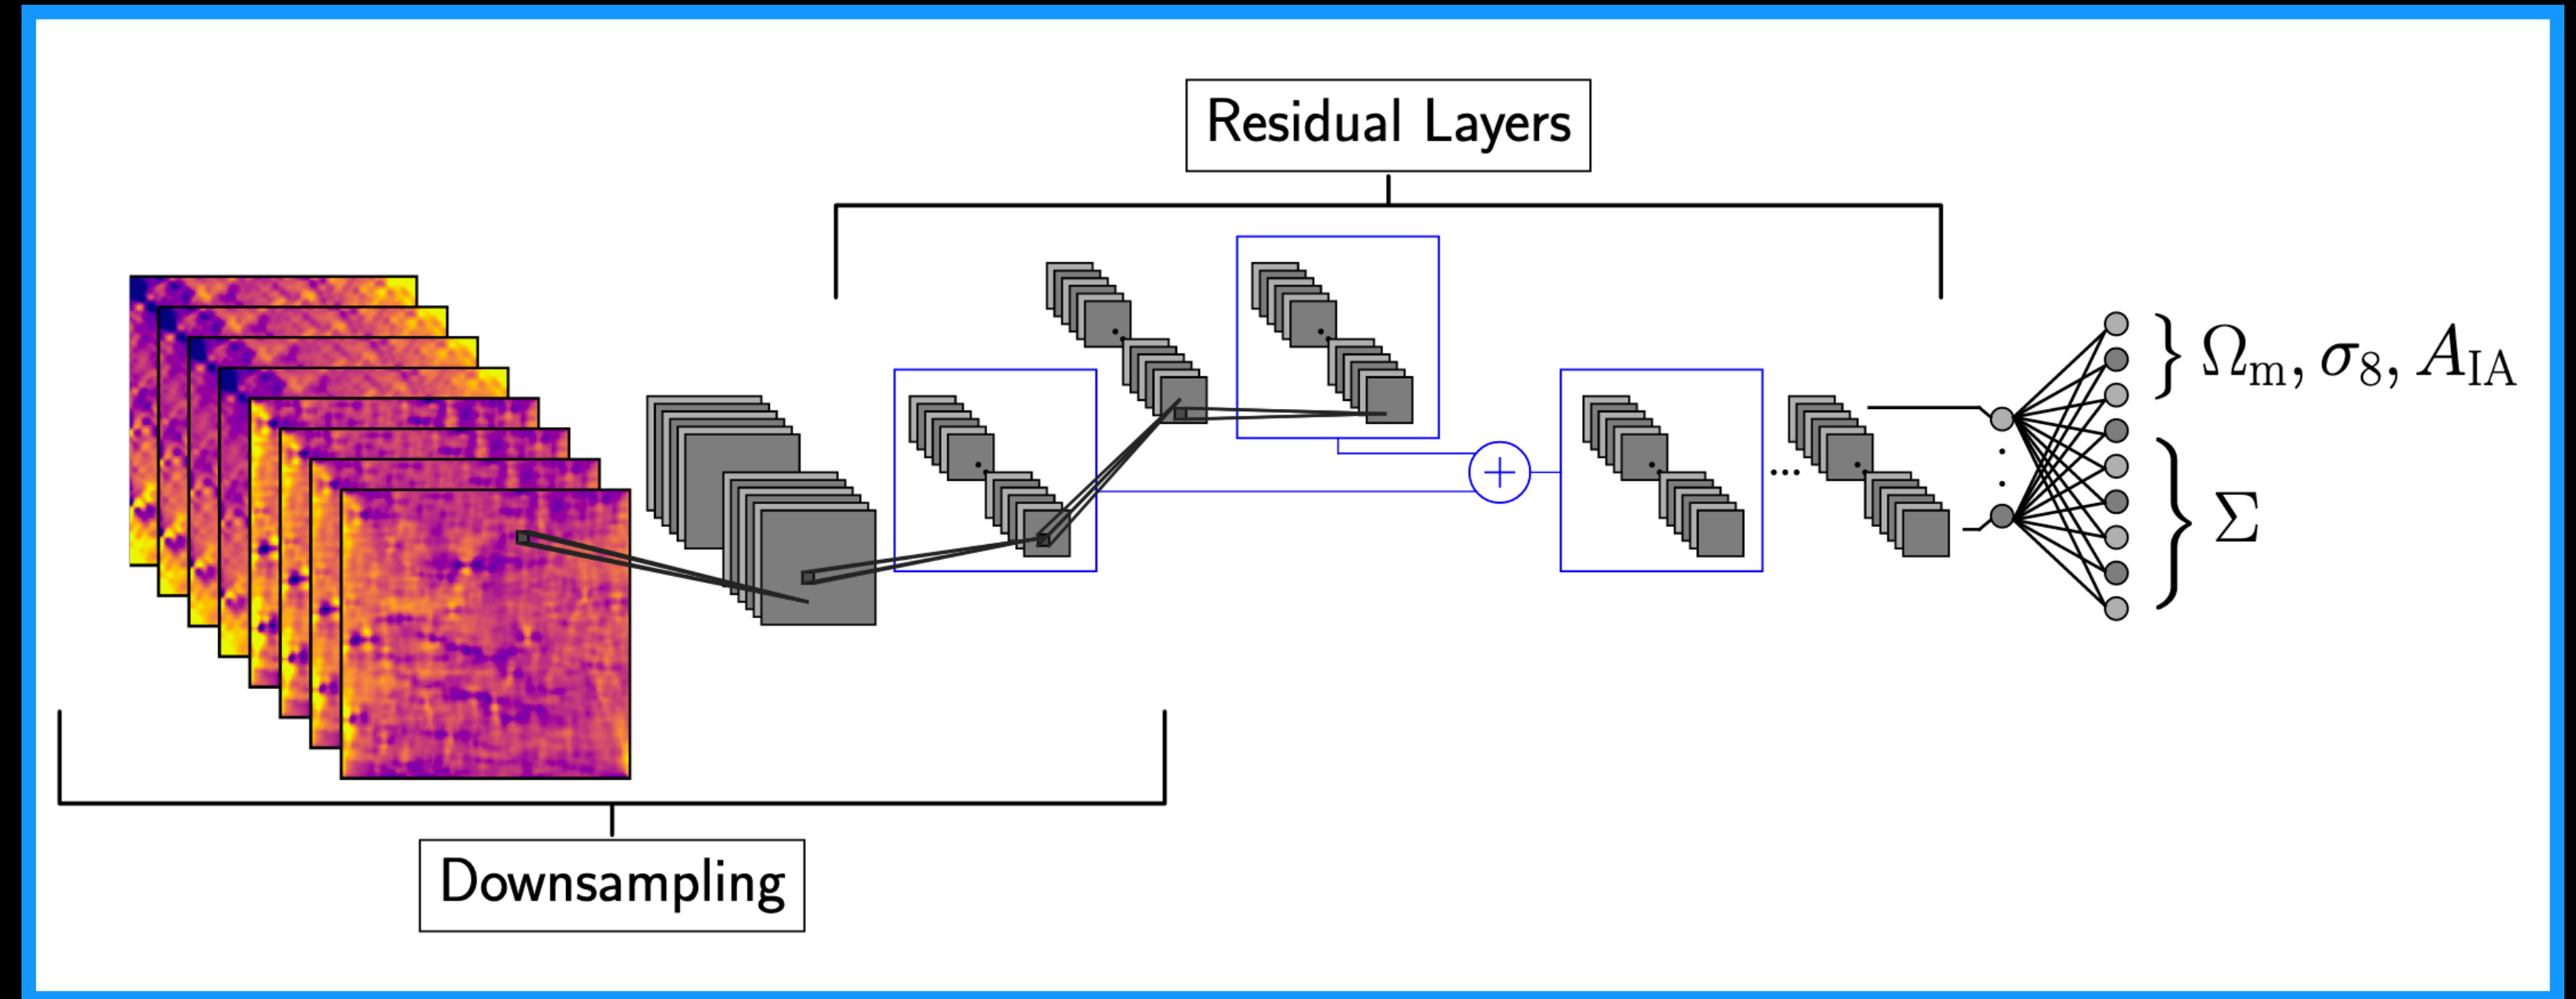 Residual Layers
Ωm, σ8, AIA
Σ
Downsampling